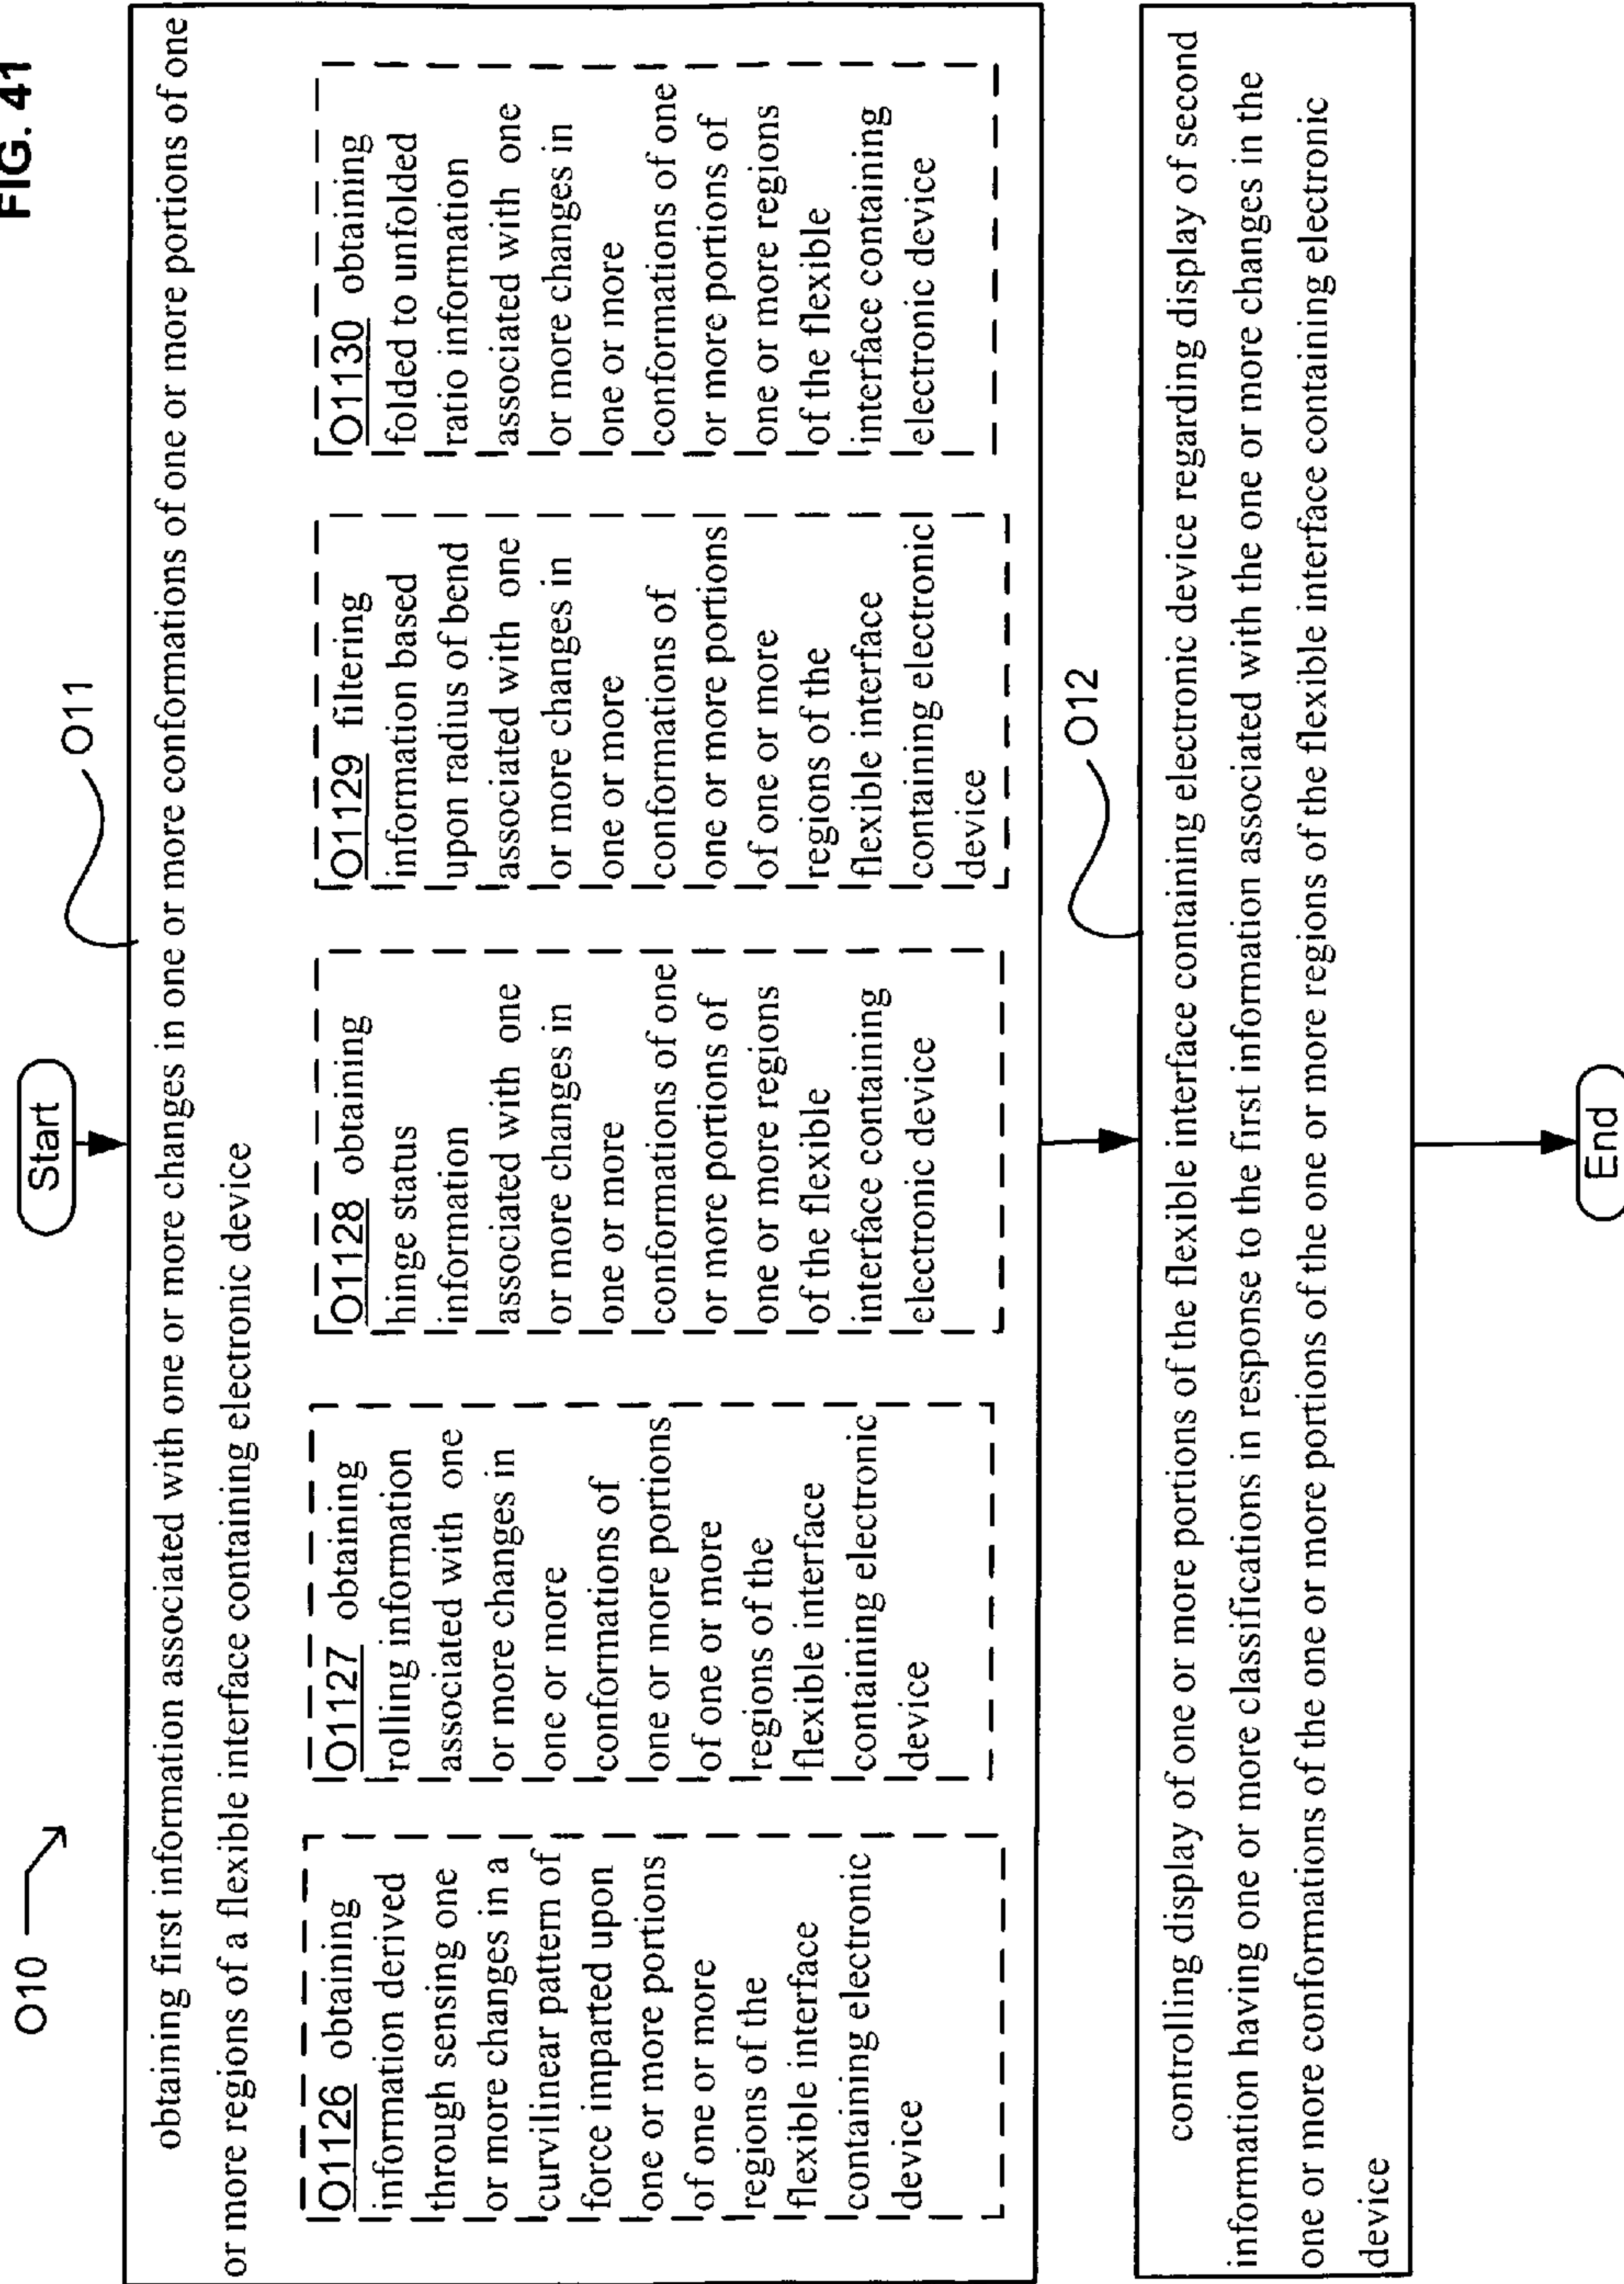 FIG. 41
O10
Start
O11
obtaining first information associated with one or more changes in one or more conformations of one or more portions of one
or more regions of a flexible interface containing electronic device
O1126 obtaining
information derived
through sensing one
or more changes in a
curvilinear pattern of
force imparted upon
one or more portions
of one or more
regions of the
flexible interface
containing electronic
device
O1127 obtaining
rolling information
associated with one
or more changes in
one or more
conformations of
one or more portions
of one or more
regions of the
flexible interface
containing electronic
device
O1128 obtaining
hinge status
information
associated with one
or more changes in
one or more
conformations of one
or more portions of
one or more regions
of the flexible
interface containing
electronic device
O1129 filtering
information based
upon radius of bend
associated with one
or more changes in
one or more
conformations of
one or more portions
of one or more
regions of the
flexible interface
containing electronic
device
O1130 obtaining
folded to unfolded
ratio information
associated with one
or more changes in
one or more
conformations of one
or more portions of
one or more regions
of the flexible
interface containing
electronic device
O12
controlling display of one or more portions of the flexible interface containing electronic device regarding display of second
information having one or more classifications in response to the first information associated with the one or more changes in the
one or more conformations of the one or more portions of the one or more regions of the flexible interface containing electronic
device
End